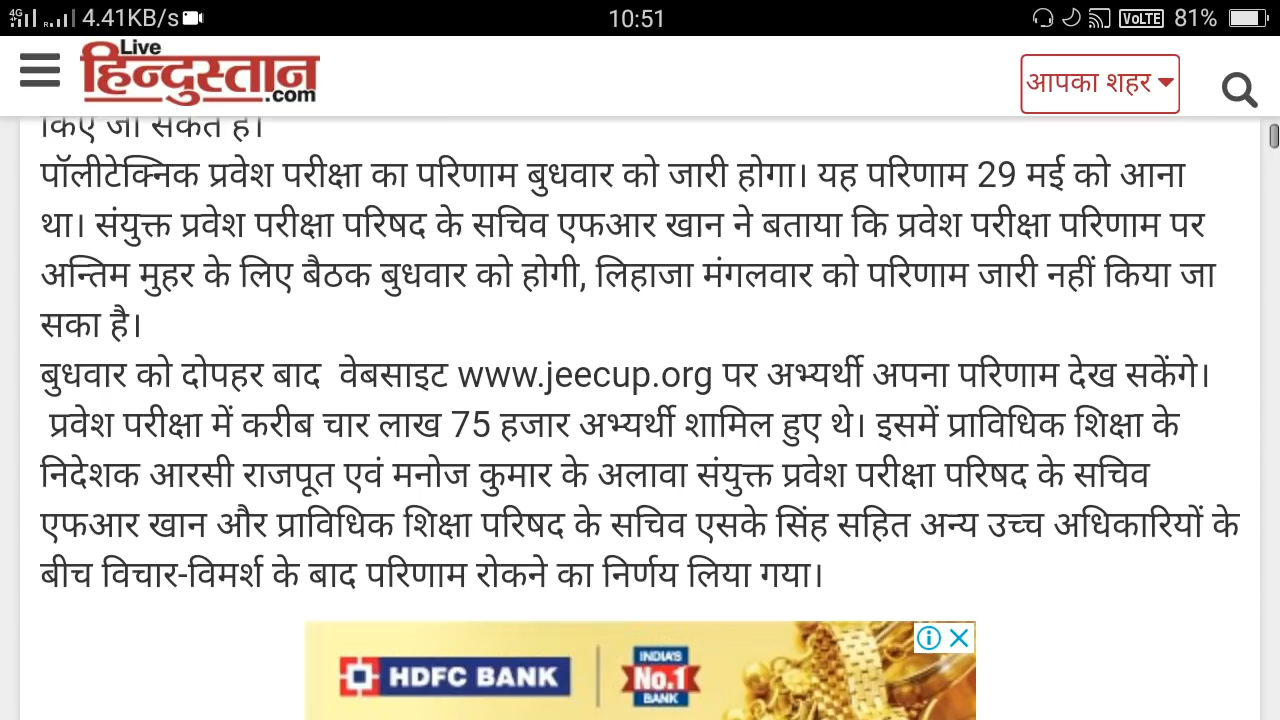 4G R 4.41KB/s 10:51 VoLTE 81%
Live
हिन्दुस्तान
.com
आपका शहर
किए जा सकते हैं।
पॉलीटेक्निक प्रवेश परीक्षा का परिणाम बुधवार को जारी होगा। यह परिणाम 29 मई को आना
था। संयुक्त प्रवेश परीक्षा परिषद के सचिव एफआर खान ने बताया कि प्रवेश परीक्षा परिणाम पर
अन्तिम मुहर के लिए बैठक बुधवार को होगी, लिहाजा मंगलवार को परिणाम जारी नहीं किया जा
सका है।
बुधवार को दोपहर बाद वेबसाइट www.jeecup.org पर अभ्यर्थी अपना परिणाम देख सकेंगे।
प्रवेश परीक्षा में करीब चार लाख 75 हजार अभ्यर्थी शामिल हुए थे। इसमें प्राविधिक शिक्षा के
निदेशक आरसी राजपूत एवं मनोज कुमार के अलावा संयुक्त प्रवेश परीक्षा परिषद के सचिव
एफआर खान और प्राविधिक शिक्षा परिषद के सचिव एसके सिंह सहित अन्य उच्च अधिकारियों के
बीच विचार-विमर्श के बाद परिणाम रोकने का निर्णय लिया गया।
HDFC BANK
INDIA'S
No.1
BANK